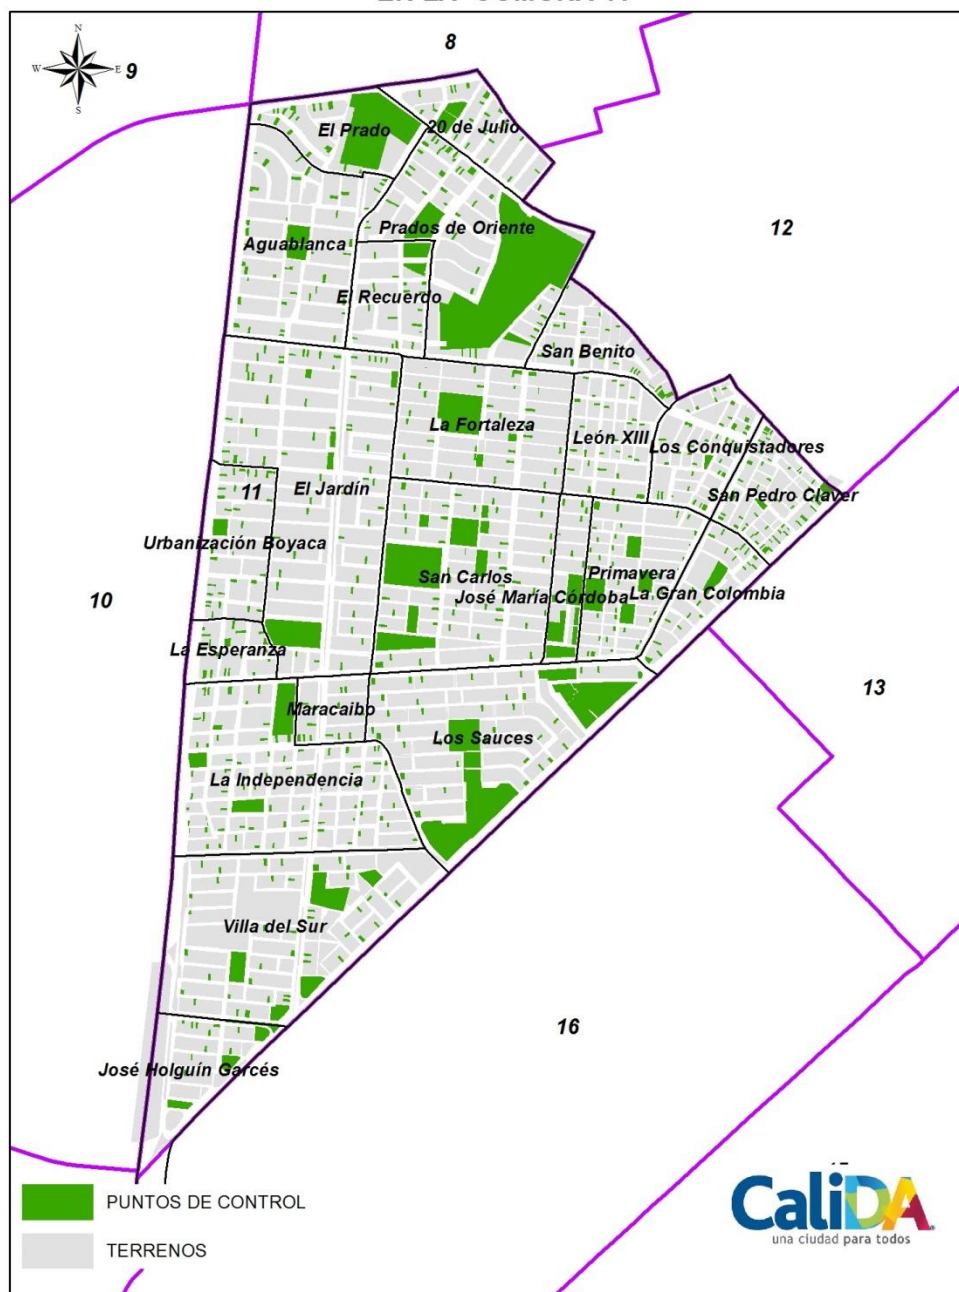 8
N
W
E
S
9
El Prado
20 de Julio
12
Prados de Oriente
Aguablanca
El Recuerdo
San Benito
La Fortaleza
León XIII
Los Conquistadores
El Jardín
11
San Pedro Claver
Urbanización Boyaca
San Carlos
Primavera
José María Córdoba
La Gran Colombia
10
La Esperanza
13
Maracaibo
Los Sauces
La Independencia
Villa del Sur
16
José Holguín Garcés
PUNTOS DE CONTROL
TERRENOS
CaliDA
una ciudad para todos